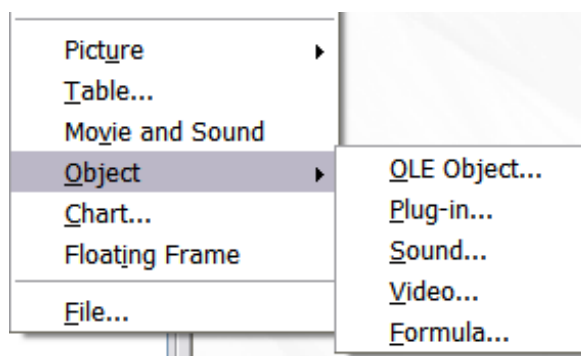 Picture
Table...
Movie and Sound
Object
Chart...
Floating Frame
File...
OLE Object...
Plug-in...
Sound...
Video...
Formula...